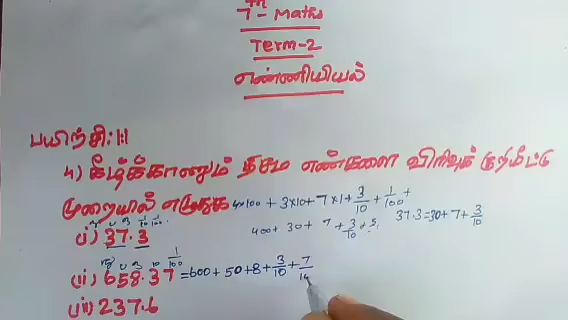 7th - Maths
Term-2
எண்ணியியல்
பயிற்சி: 1.1
4) கீழ்க்காணும் தசம எண்களை விரிவுக் குறியீட்டு
முறையில் எழுதுக 4×100 + 3×10 + 7×1 + 3/10 + 1/100 +
400 + 30 + 7 + 3/10 +
(i) 37.3 37.3 = 30 + 7 + 3/10
1/100
(ii) 658.37 = 600 + 50 + 8 + 3/10 + 7/10
(iii) 237.6